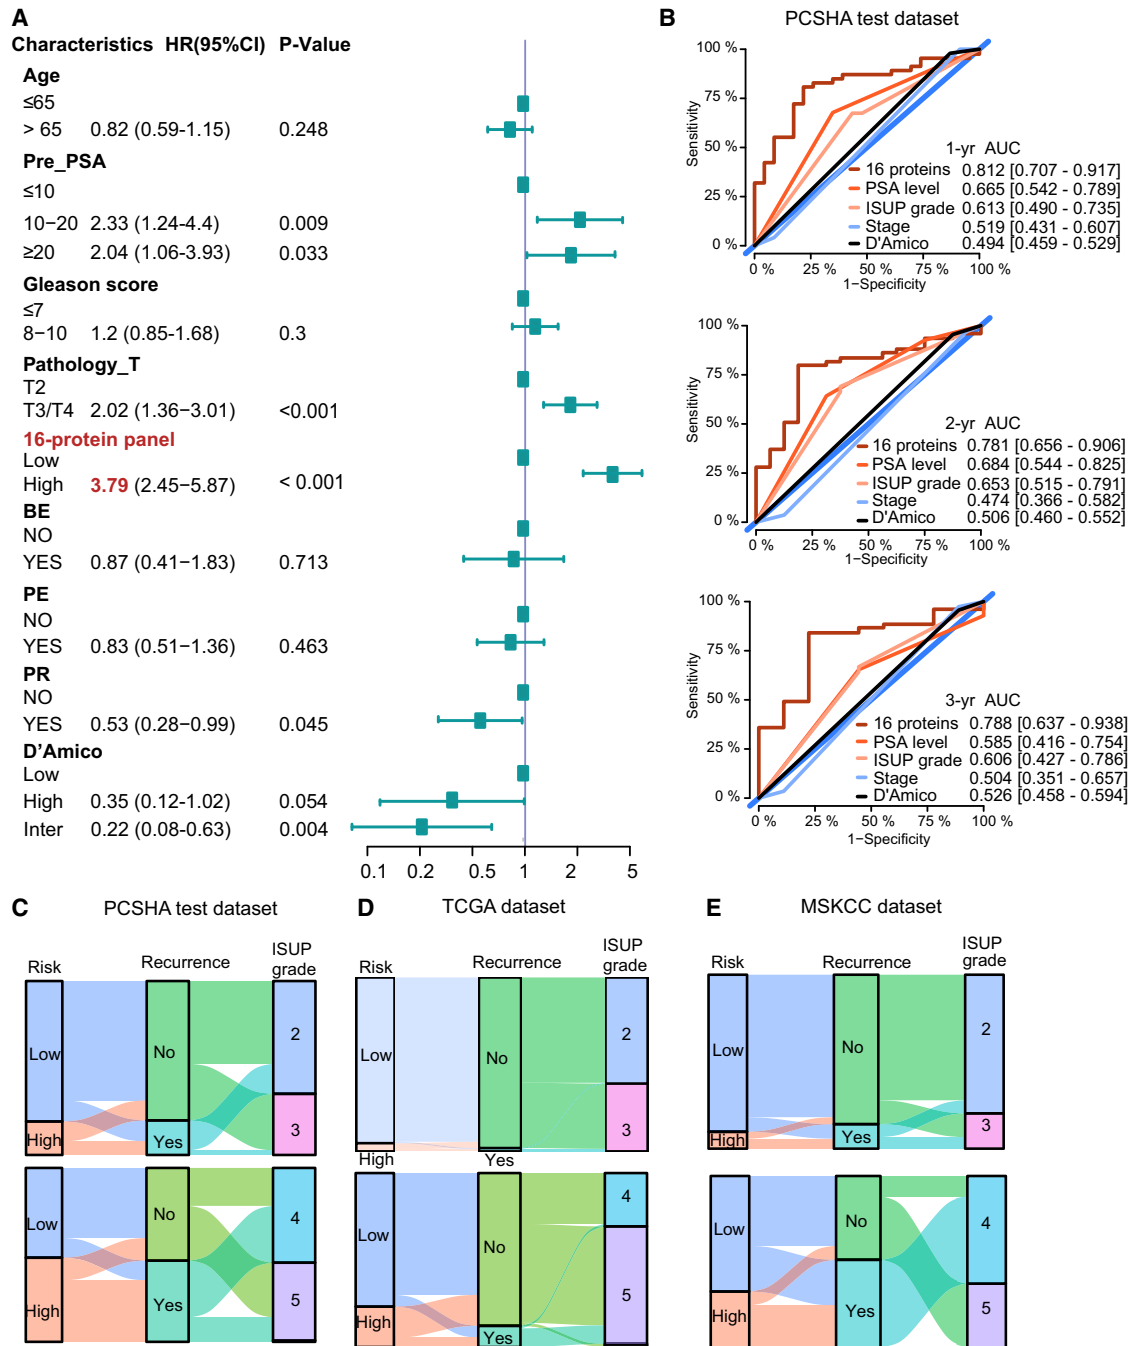 A
Characteristics HR(95%CI) P-Value
Age
≤65
> 65 0.82 (0.59-1.15) 0.248
Pre_PSA
≤10
10−20 2.33 (1.24-4.4) 0.009
≥20 2.04 (1.06-3.93) 0.033
Gleason score
≤7
8−10 1.2 (0.85-1.68) 0.3
Pathology_T
T2
T3/T4 2.02 (1.36−3.01) <0.001
16-protein panel
Low
High 3.79 (2.45−5.87) < 0.001
BE
NO
YES 0.87 (0.41−1.83) 0.713
PE
NO
YES 0.83 (0.51−1.36) 0.463
PR
NO
YES 0.53 (0.28−0.99) 0.045
D'Amico
Low
High 0.35 (0.12-1.02) 0.054
Inter 0.22 (0.08-0.63) 0.004
0.1 0.2 0.5 1 2 5
B PCSHA test dataset
100 %
75 %
50 %
25 %
0 %
Sensitivity
1-yr AUC
16 proteins 0.812 [0.707 - 0.917]
PSA level 0.665 [0.542 - 0.789]
ISUP grade 0.613 [0.490 - 0.735]
Stage 0.519 [0.431 - 0.607]
D'Amico 0.494 [0.459 - 0.529]
0 % 25 % 50 % 75 % 100 %
1−Specificity
100 %
75 %
50 %
25 %
0 %
Sensitivity
2-yr AUC
16 proteins 0.781 [0.656 - 0.906]
PSA level 0.684 [0.544 - 0.825]
ISUP grade 0.653 [0.515 - 0.791]
Stage 0.474 [0.366 - 0.582]
D'Amico 0.506 [0.460 - 0.552]
0 % 25 % 50 % 75 % 100 %
1−Specificity
100 %
75 %
50 %
25 %
0 %
Sensitivity
3-yr AUC
16 proteins 0.788 [0.637 - 0.938]
PSA level 0.585 [0.416 - 0.754]
ISUP grade 0.606 [0.427 - 0.786]
Stage 0.504 [0.351 - 0.657]
D'Amico 0.526 [0.458 - 0.594]
0 % 25 % 50 % 75 % 100 %
1−Specificity
C PCSHA test dataset
Risk Recurrence ISUP
grade
Low No 2
High Yes 3
Low No 4
High Yes 5
D TCGA dataset
Risk Recurrence ISUP
grade
Low No 2
3
High Yes
Low No 4
5
High Yes
E MSKCC dataset
Risk Recurrence ISUP
grade
Low No 2
High Yes 3
Low No 4
High Yes 5